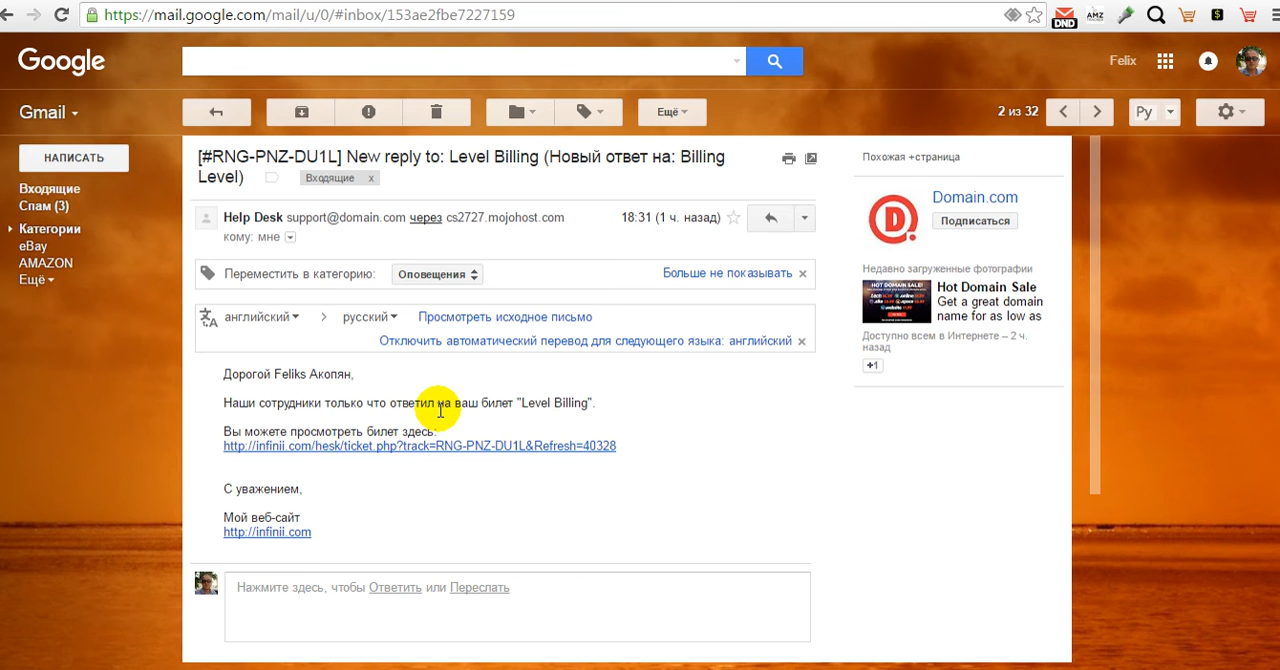 https://mail.google.com/mail/u/0/#inbox/153ae2fbe7227159
DND
AMZ
Google
Felix
Gmail
Ещё
2 из 32
Ру
НАПИСАТЬ
Входящие
Спам (3)
Категории
eBay
AMAZON
Ещё
[#RNG-PNZ-DU1L] New reply to: Level Billing (Новый ответ на: Billing
Level)
Входящие x
Help Desk support@domain.com через cs2727.mojohost.com
18:31 (1 ч. назад)
кому: мне
Переместить в категорию: Оповещения
Больше не показывать ×
английский > русский Просмотреть исходное письмо
Отключить автоматический перевод для следующего языка: английский ×
Дорогой Feliks Акопян,
Наши сотрудники только что ответил на ваш билет "Level Billing".
Вы можете просмотреть билет здесь:
http://infinii.com/hesk/ticket.php?track=RNG-PNZ-DU1L&Refresh=40328
С уважением,
Мой веб-сайт
http://infinii.com
Нажмите здесь, чтобы Ответить или Переслать
Похожая +страница
D
Domain.com
Подписаться
Недавно загруженные фотографии
HOT DOMAIN SALE!
Hot Domain Sale
Get a great domain
name for as low as
Доступно всем в Интернете – 2 ч.
назад
+1